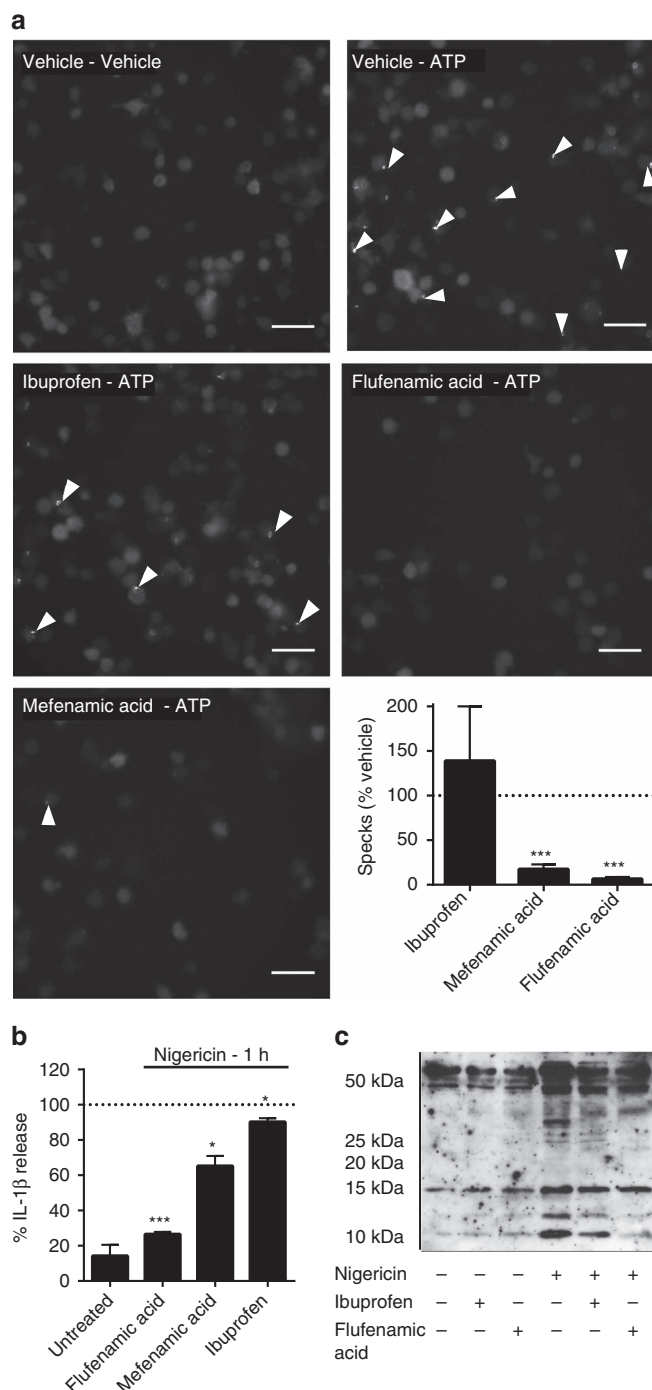 a
Vehicle - Vehicle
Vehicle - ATP
Ibuprofen - ATP
Flufenamic acid - ATP
Mefenamic acid - ATP
Specks (% vehicle)
200
150
100
50
0
***
***
Ibuprofen
Mefenamic acid
Flufenamic acid
b
Nigericin - 1 h
% IL-1β release
120
100
80
60
40
20
0
***
*
*
Untreated
Flufenamic acid
Mefenamic acid
Ibuprofen
c
50 kDa
25 kDa
20 kDa
15 kDa
10 kDa
Nigericin – – – + + +
Ibuprofen – + – – + –
Flufenamic – – + – – +
acid